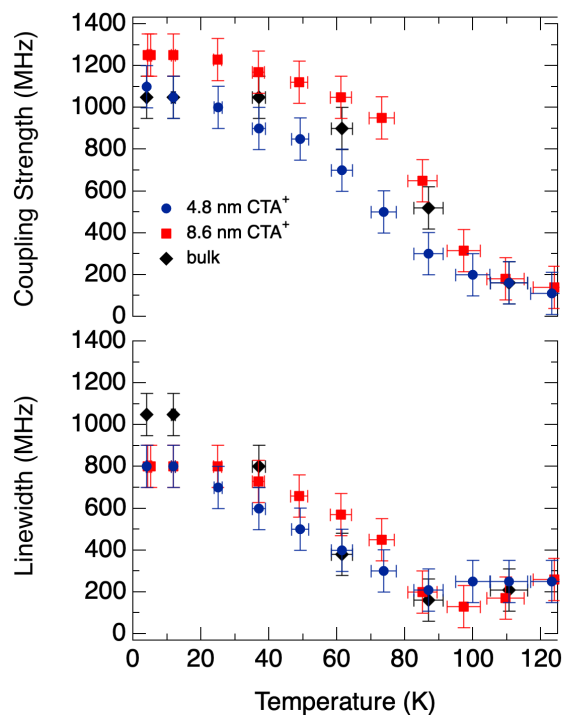 1400
1200
1000
800
600
400
200
0
Coupling Strength (MHz)
4.8 nm CTA⁺
8.6 nm CTA⁺
bulk
1400
1200
1000
800
600
400
200
0
Linewidth (MHz)
0 20 40 60 80 100 120
Temperature (K)